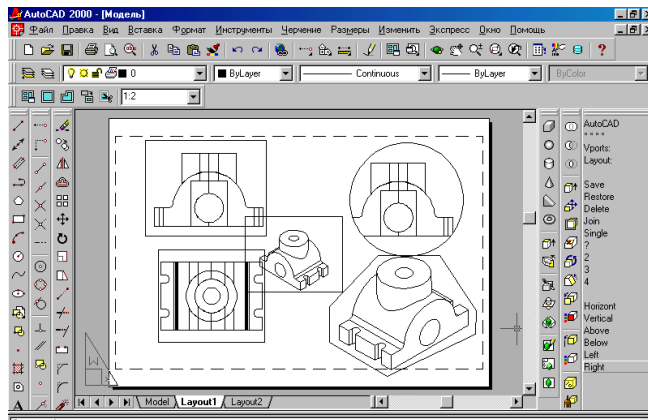 AutoCAD 2000 - [Модель]
Файл Правка Вид Вставка Формат Инструменты Черчение Размеры Изменить Экспресс Окно Помощь
0 ByLayer Continuous ByLayer ByColor
1:2
AutoCAD
* * * *
Vports:
Layout:
Save
Restore
Delete
Join
Single
?
2
3
4
Horizont
Vertical
Above
Below
Left
Right
W
Model Layout1 Layout2